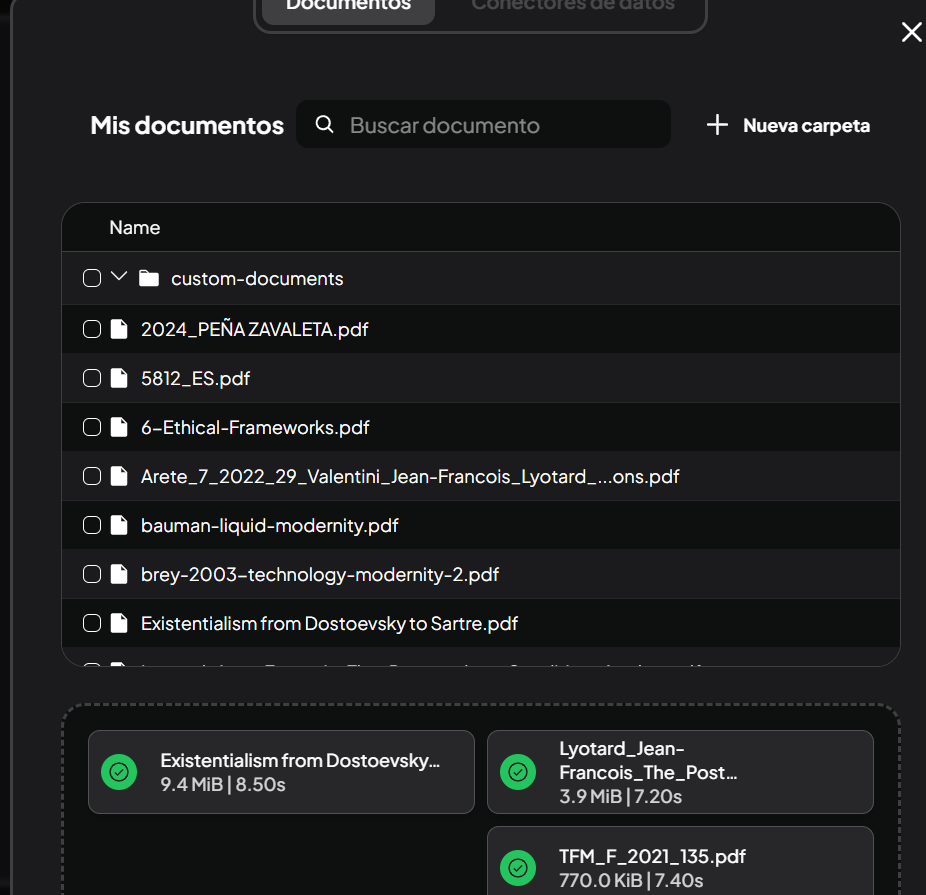 Documentos
Conectores de datos
Mis documentos
Buscar documento
Nueva carpeta
Name
custom-documents
2024_PEÑA ZAVALETA.pdf
5812_ES.pdf
6-Ethical-Frameworks.pdf
Arete_7_2022_29_Valentini_Jean-Francois_Lyotard_...ons.pdf
bauman-liquid-modernity.pdf
brey-2003-technology-modernity-2.pdf
Existentialism from Dostoevsky to Sartre.pdf
Existentialism from Dostoevsky...
9.4 MiB | 8.50s
Lyotard_Jean-
Francois_The_Post...
3.9 MiB | 7.20s
TFM_F_2021_135.pdf
770.0 KiB | 7.40s